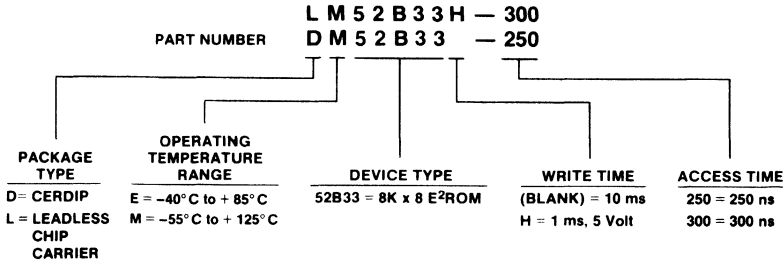 LM52B33H — 300
PART NUMBER DM52B33 — 250
PACKAGE TYPE
D = CERDIP
L = LEADLESS CHIP CARRIER
OPERATING TEMPERATURE RANGE
E = –40°C to + 85°C
M = –55°C to + 125°C
DEVICE TYPE
52B33 = 8K x 8 E²ROM
WRITE TIME
(BLANK) = 10 ms
H = 1 ms, 5 Volt
ACCESS TIME
250 = 250 ns
300 = 300 ns